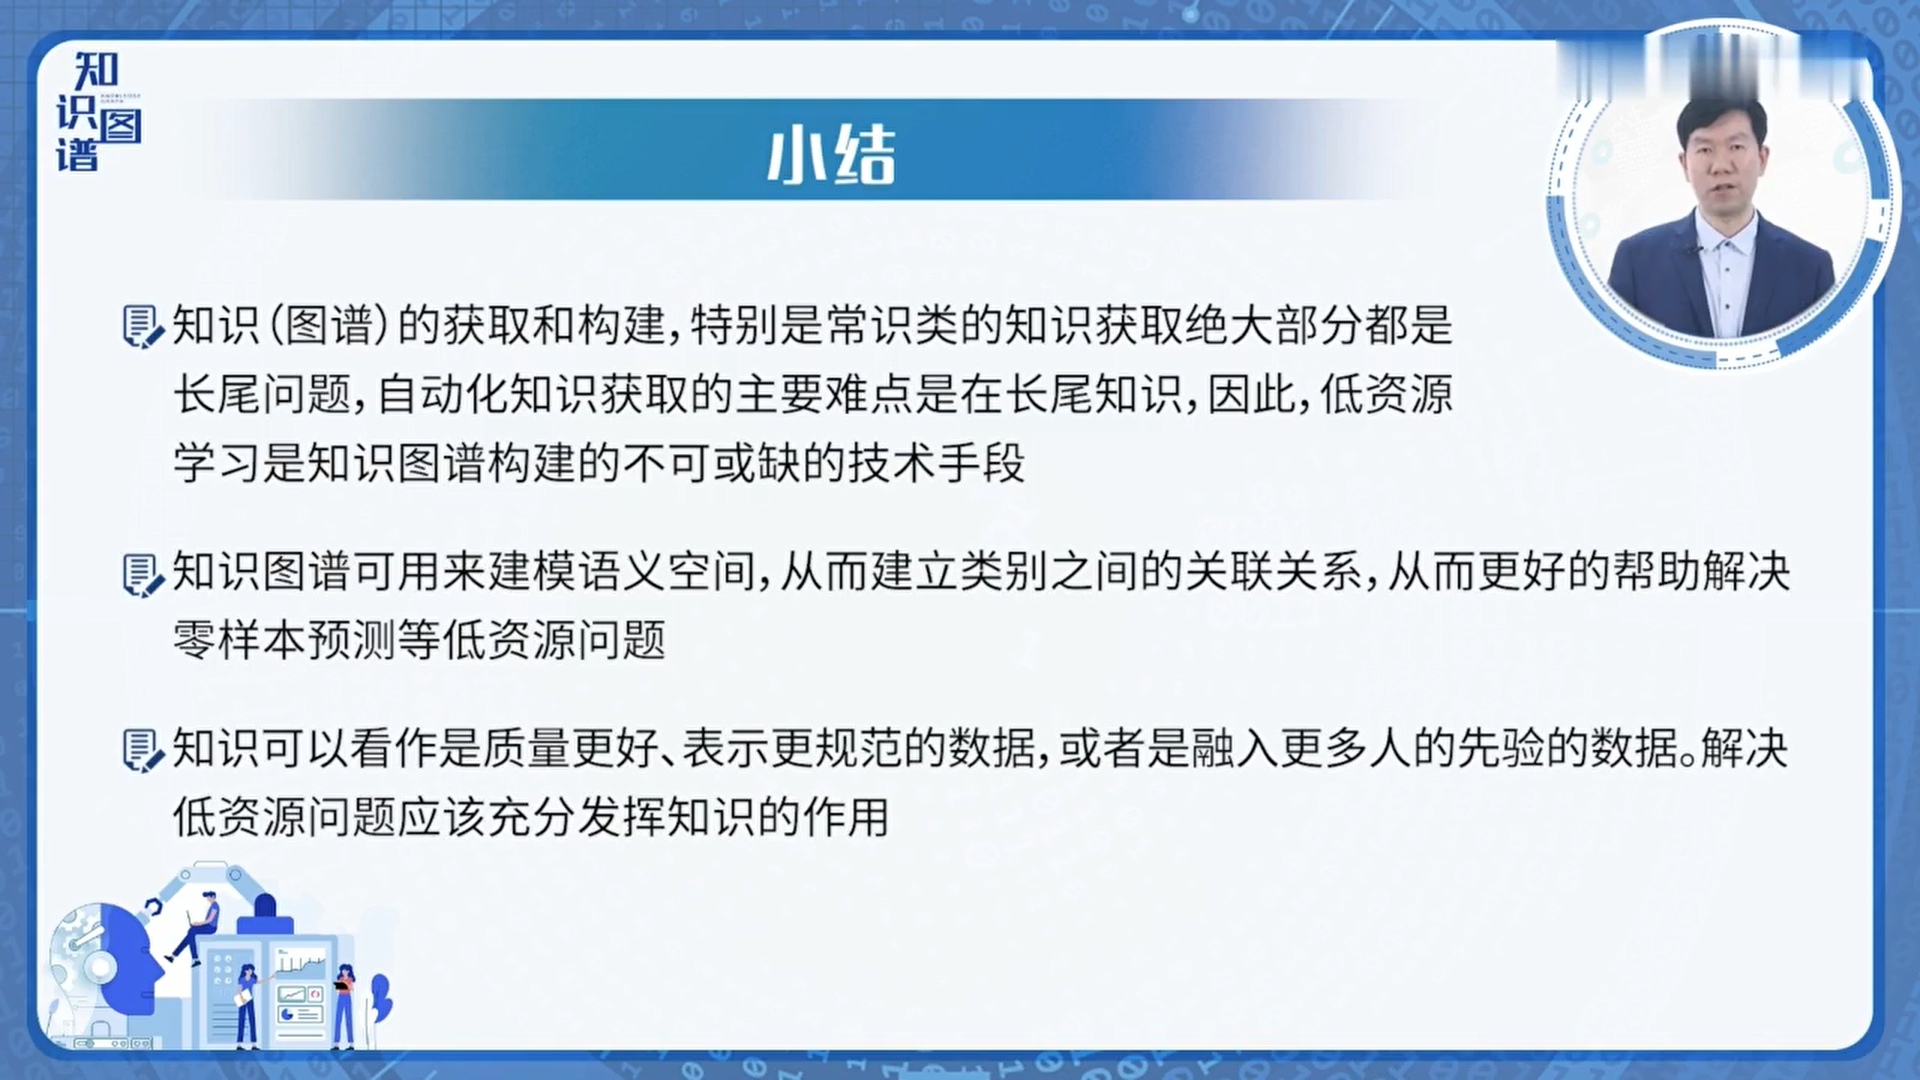 知识图谱
小结
知识（图谱）的获取和构建，特别是常识类的知识获取绝大部分都是
长尾问题，自动化知识获取的主要难点是在长尾知识，因此，低资源
学习是知识图谱构建的不可或缺的技术手段
知识图谱可用来建模语义空间，从而建立类别之间的关联关系，从而更好的帮助解决
零样本预测等低资源问题
知识可以看作是质量更好、表示更规范的数据，或者是融入更多人的先验的数据。解决
低资源问题应该充分发挥知识的作用